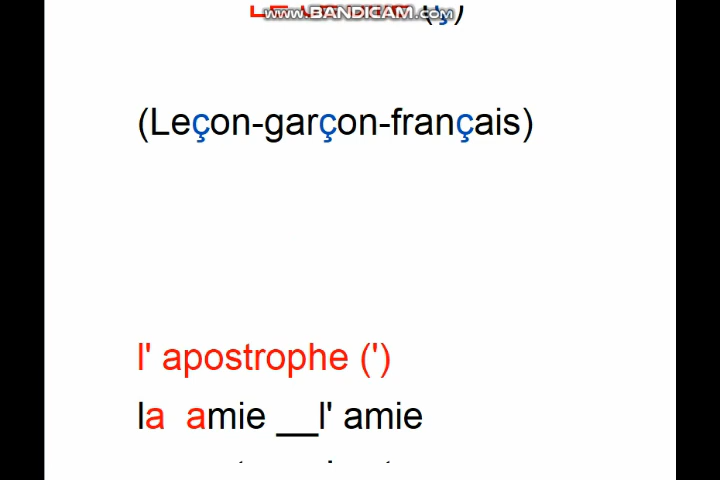 www.BANDICAM.com (ç)
(Leçon-garçon-français)
l' apostrophe (')
la amie __l' amie